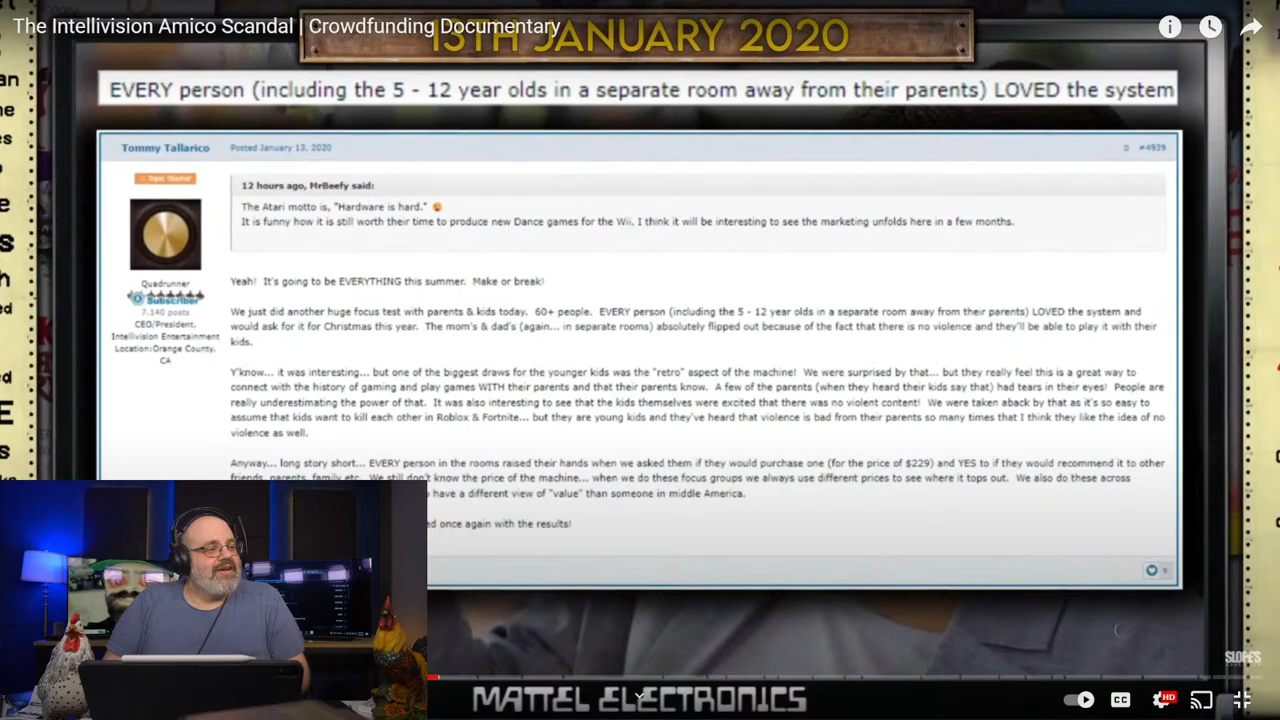 The Intellivision Amico Scandal | Crowdfunding Documentary
13TH JANUARY 2020
EVERY person (including the 5 - 12 year olds in a separate room away from their parents) LOVED the system
Tommy Tallarico
Posted January 13, 2020
#4939
Topic Starter
12 hours ago, MrBeefy said:
The Atari motto is, "Hardware is hard."
It is funny how it is still worth their time to produce new Dance games for the Wii. I think it will be interesting to see the marketing unfolds here in a few months.
Quadrunner
Subscriber
7,140 posts
CEO/President,
Intellivision Entertainment
Location:Orange County,
CA
Yeah! It's going to be EVERYTHING this summer. Make or break!
We just did another huge focus test with parents & kids today. 60+ people. EVERY person (including the 5 - 12 year olds in a separate room away from their parents) LOVED the system and
would ask for it for Christmas this year. The mom's & dad's (again... in separate rooms) absolutely flipped out because of the fact that there is no violence and they'll be able to play it with their
kids.
Y'know... it was interesting... but one of the biggest draws for the younger kids was the "retro" aspect of the machine! We were surprised by that... but they really feel this is a great way to
connect with the history of gaming and play games WITH their parents and that their parents know. A few of the parents (when they heard their kids say that) had tears in their eyes! People are
really underestimating the power of that. It was also interesting to see that the kids themselves were excited that there was no violent content! We were taken aback by that as it's so easy to
assume that kids want to kill each other in Roblox & Fortnite... but they are young kids and they've heard that violence is bad from their parents so many times that I think they like the idea of no
violence as well.
Anyway... long story short... EVERY person in the rooms raised their hands when we asked them if they would purchase one (for the price of $229) and YES to if they would recommend it to other
friends, parents, family etc. We still don't know the price of the machine... when we do these focus groups we always use different prices to see where it tops out. We also do these across
have a different view of "value" than someone in middle America.
once again with the results!
SLOPES
MATTEL ELECTRONICS
CC
HD